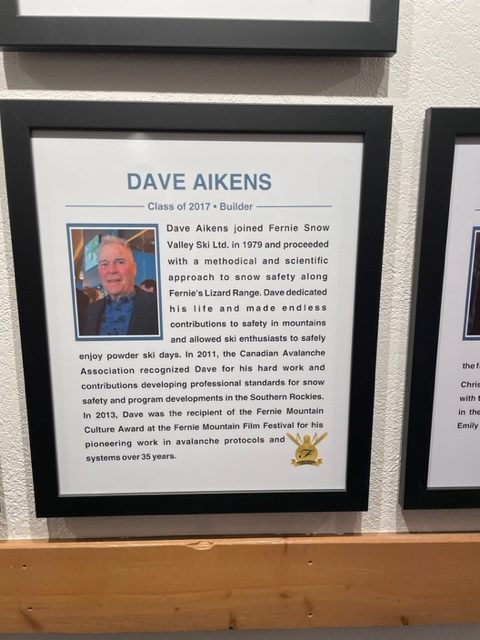 DAVE AIKENS
Class of 2017 • Builder
Dave Aikens joined Fernie Snow
Valley Ski Ltd. in 1979 and proceeded
with a methodical and scientific
approach to snow safety along
Fernie's Lizard Range. Dave dedicated
his life and made endless
contributions to safety in mountains
and allowed ski enthusiasts to safely
enjoy powder ski days. In 2011, the Canadian Avalanche
Association recognized Dave for his hard work and
contributions developing professional standards for snow
safety and program developments in the Southern Rockies.
In 2013, Dave was the recipient of the Fernie Mountain
Culture Award at the Fernie Mountain Film Festival for his
pioneering work in avalanche protocols and
systems over 35 years.
F
the f
Chris
with t
in the
Emily